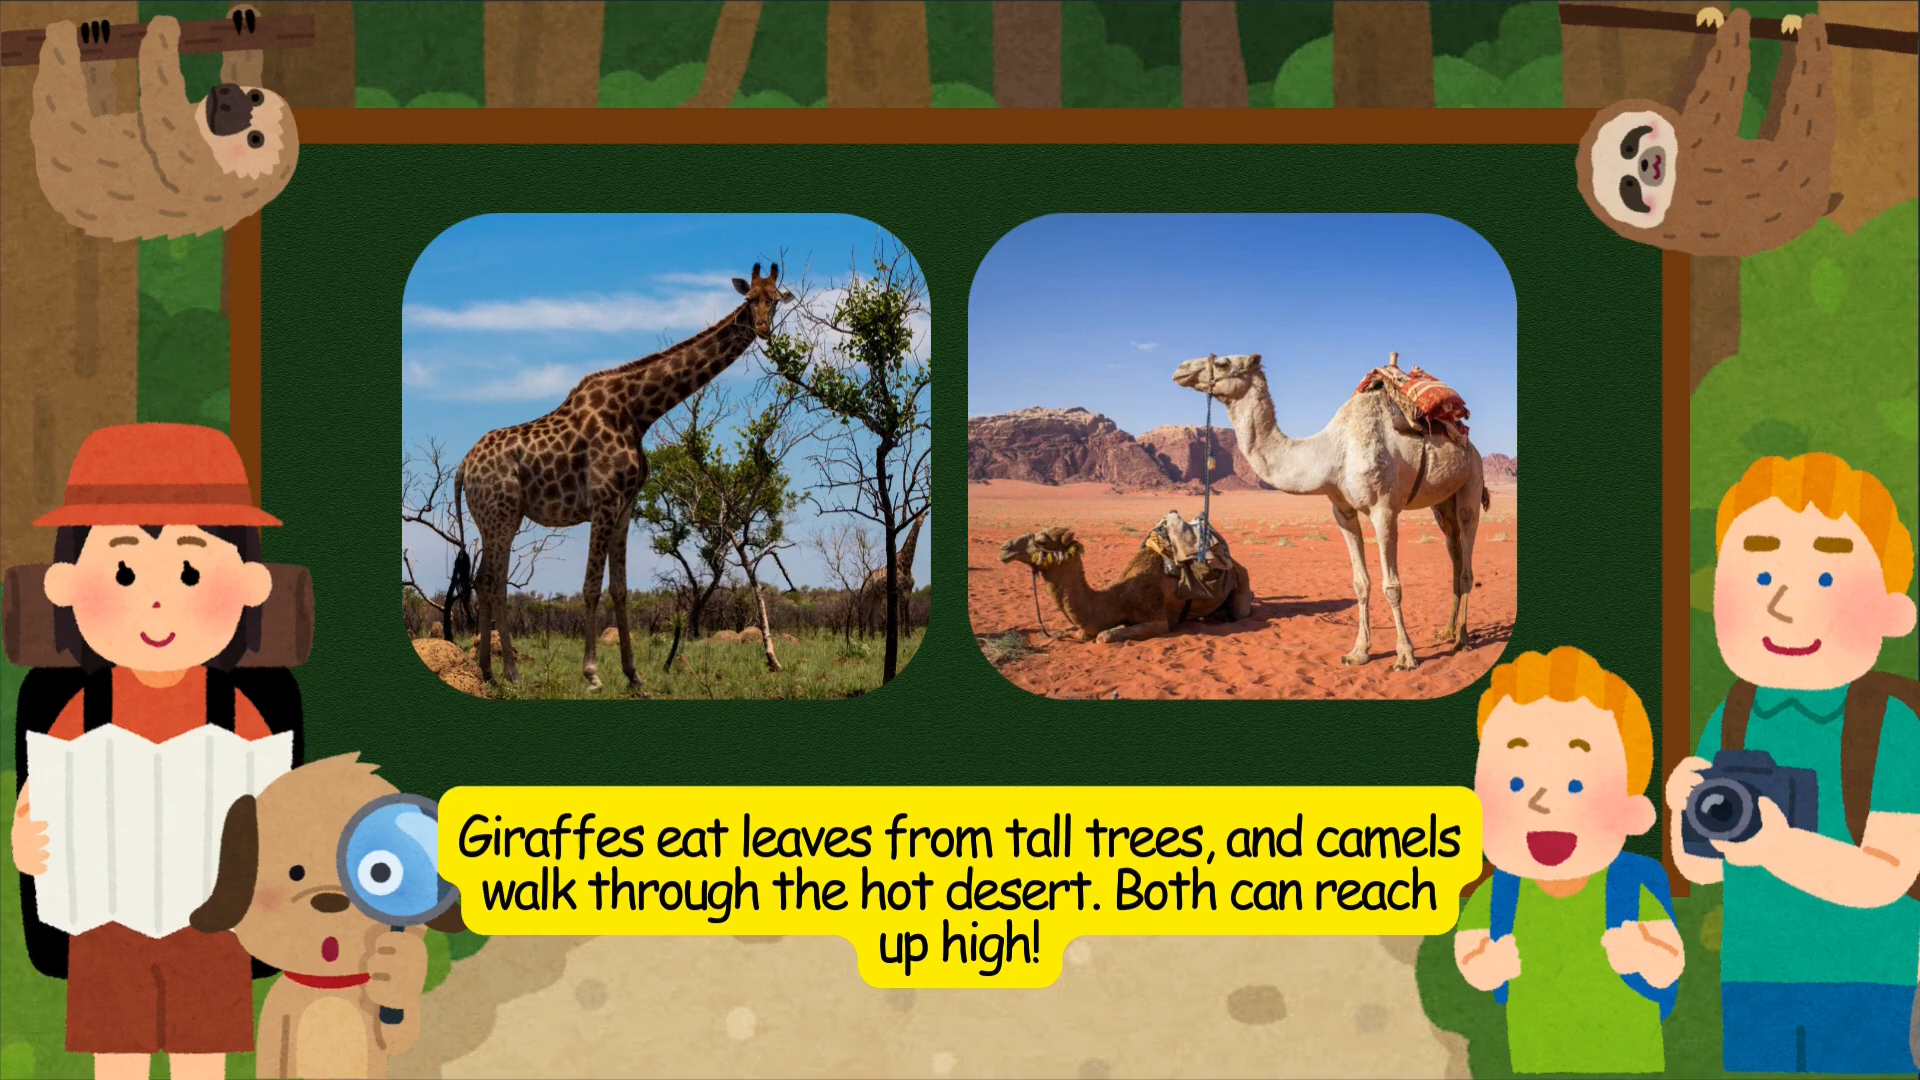 Giraffes eat leaves from tall trees, and camels
walk through the hot desert. Both can reach
up high!